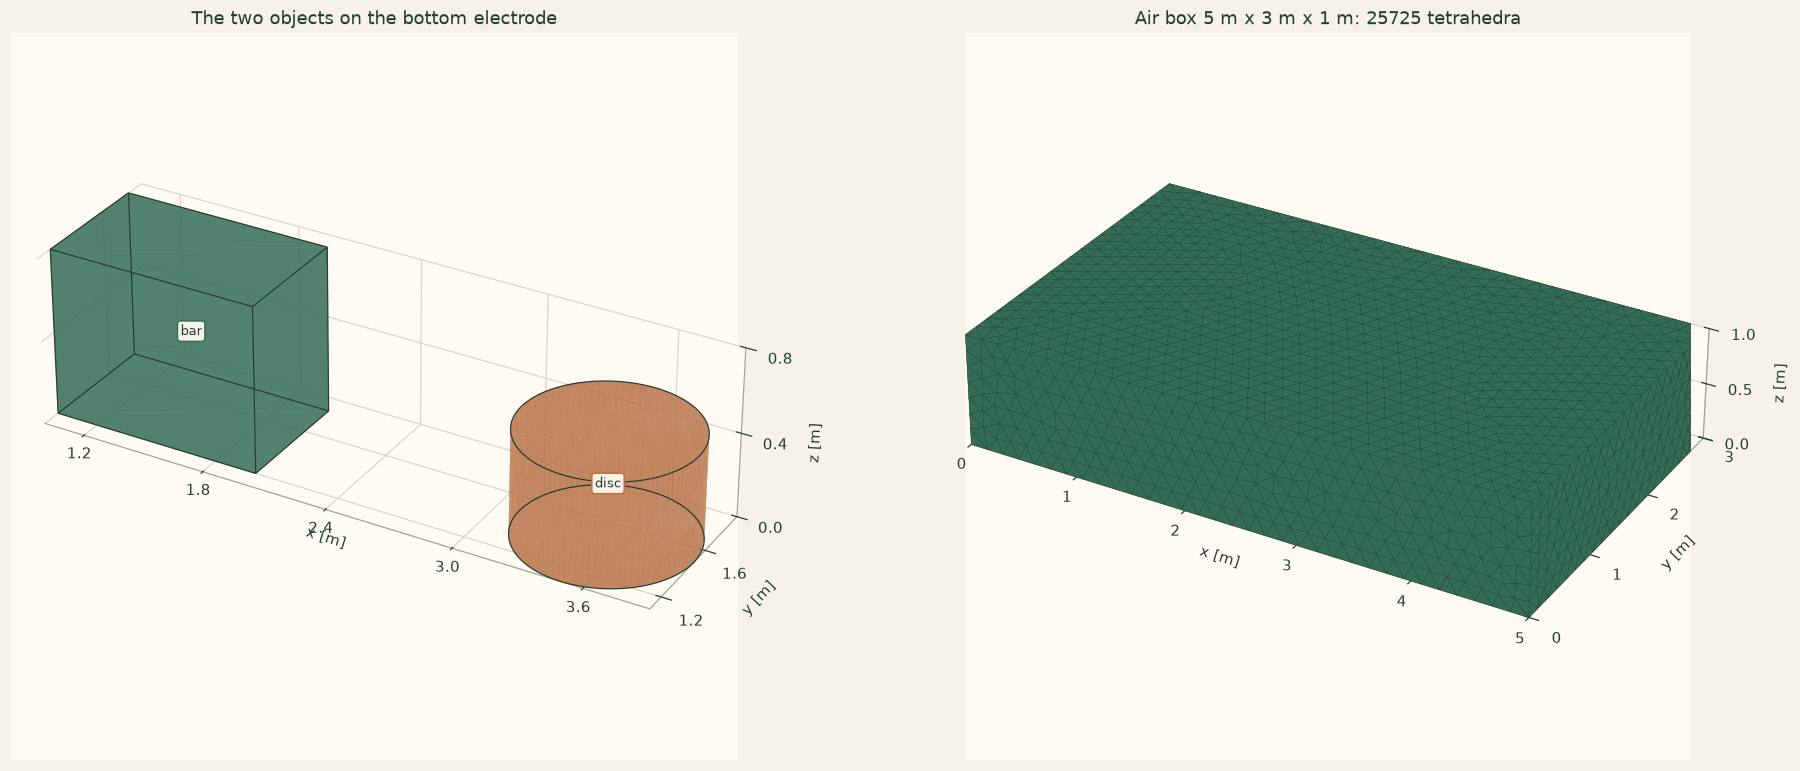 The two objects on the bottom electrode
bar
disc
1.2
1.8
2.4
3.0
3.6
x [m]
1.2
1.6
y [m]
0.0
0.4
0.8
z [m]
Air box 5 m x 3 m x 1 m: 25725 tetrahedra
0
1
2
3
4
5
x [m]
0
1
2
3
y [m]
0.0
0.5
1.0
z [m]